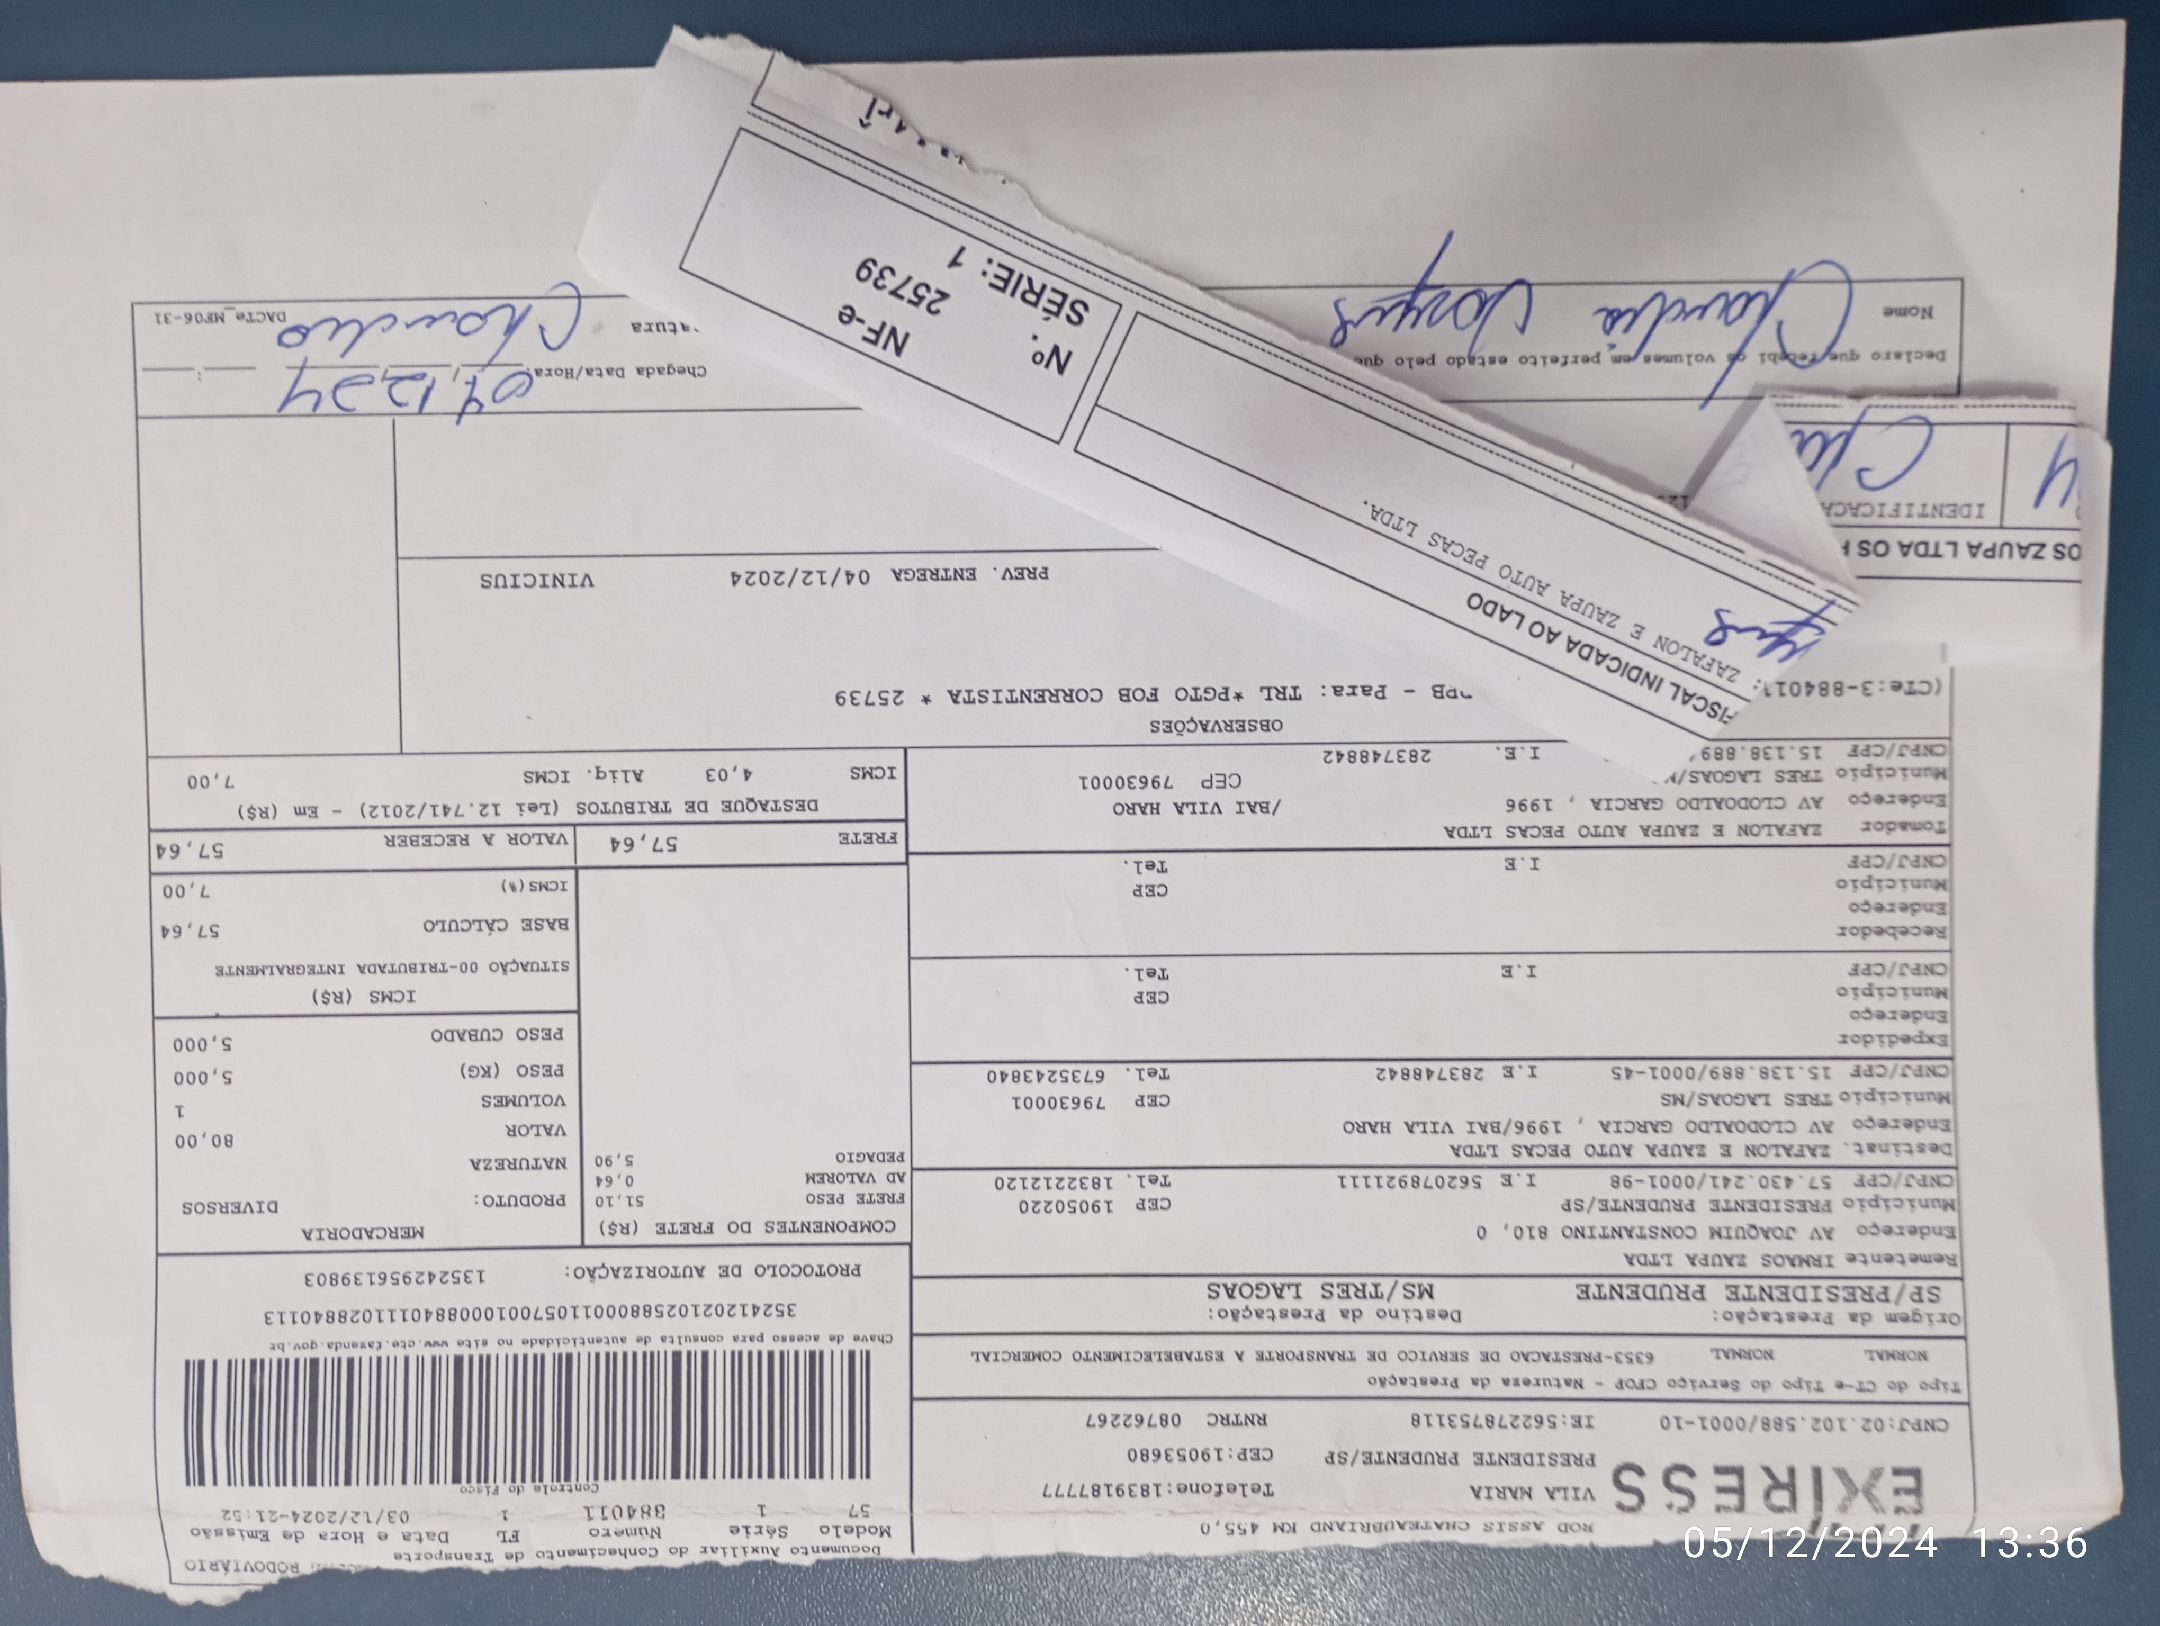 RODOVIÁRIO
Documento Auxiliar do Conhecimento de Transporte
Modelo Série Número FL Data e Hora de Emissão
57 1 884011 1 03/12/2024-21:52
Controle do Fisco
ROD ASSIS CHATEAUBRIAND KM 455,0
VILA MARIA Telefone:1839187777
PRESIDENTE PRUDENTE/SP CEP:19053680
CNPJ:02.102.588/0001-10 IE:562278753118 RNTRC 08762267
Chave de acesso para consulta de autenticidade no site www.cte.fazenda.gov.br
35241202102588000110570010008840111028840113
PROTOCOLO DE AUTORIZAÇÃO: 135242956139803
Tipo do CT-e Tipo do Serviço CFOP - Natureza da Prestação
NORMAL NORMAL 6353-PRESTACAO DE SERVICO DE TRANSPORTE A ESTABELECIMENTO COMERCIAL
Origem da Prestação: Destino da Prestação:
SP/PRESIDENTE PRUDENTE MS/TRES LAGOAS
Remetente IRMAOS ZAUPA LTDA
Endereço AV JOAQUIM CONSTANTINO 810, 0
Município PRESIDENTE PRUDENTE/SP CEP 19050220
CNPJ/CPF 57.430.241/0001-98 I.E 562078921111 Tel. 1832212120
Destinat. ZAFALON E ZAUPA AUTO PECAS LTDA
Endereço AV CLODOALDO GARCIA , 1996/BAI VILA HARO
Município TRES LAGOAS/MS CEP 79630001
CNPJ/CPF 15.138.889/0001-45 I.E 283748842 Tel. 6735243840
Expedidor
Endereço
Município CEP
CNPJ/CPF I.E Tel.
Recebedor
Endereço
Município CEP
CNPJ/CPF I.E Tel.
Tomador ZAFALON E ZAUPA AUTO PECAS LTDA
Endereço AV CLODOALDO GARCIA , 1996 /BAI VILA HARO
Município TRES LAGOAS/M CEP 79630001
CNPJ/CPF 15.138.889 I.E. 283748842
COMPONENTES DO FRETE (R$)
FRETE PESO 51,10
AD VALOREM 0,64
PEDAGIO 5,90
MERCADORIA
PRODUTO: DIVERSOS
NATUREZA
VALOR 80,00
VOLUMES 1
PESO (KG) 5,000
PESO CUBADO 5,000
ICMS (R$)
SITUAÇÃO 00-TRIBUTADA INTEGRALMENTE
BASE CÁLCULO 57,64
ICMS(%) 7,00
FRETE 57,64 VALOR A RECEBER 57,64
DESTAQUE DE TRIBUTOS (Lei 12.741/2012) - Em (R$)
ICMS 4,03 Aliq. ICMS 7,00
OBSERVAÇÕES
(CTe:3-884011 PB - Para: TRL *PGTO FOB CORRENTISTA * 25739
PREV. ENTREGA 04/12/2024 VINICIUS
Declaro que recebi os volumes em perfeito estado pelo que
Nome Claudio
Chegada Data/Hora 04,12,24
atura Claudio
DACTe_MF06-31
OS ZAUPA LTDA OS P
IDENTIFICAÇÃ
FISCAL INDICADA AO LADO
: ZAFALON E ZAUPA AUTO PECAS LTDA.
NF-e
Nº. 25739
SÉRIE: 1
05/12/2024 13:36